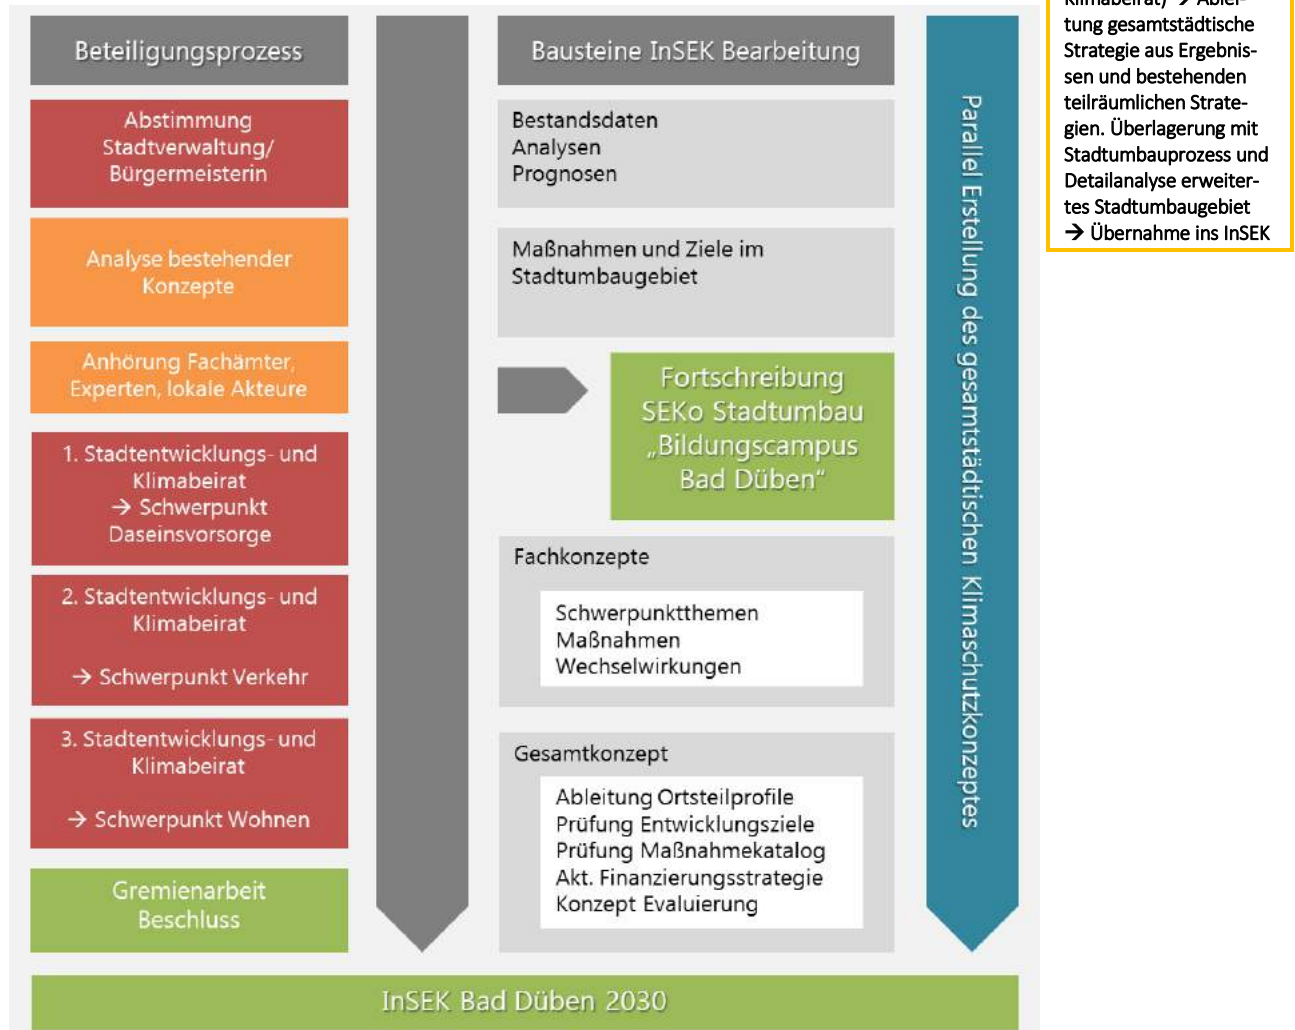 Beteiligungsprozess
Abstimmung
Stadtverwaltung/
Bürgermeisterin
Analyse bestehender
Konzepte
Anhörung Fachämter,
Experten, lokale Akteure
1. Stadtentwicklungs- und
Klimabeirat
→ Schwerpunkt
Daseinsvorsorge
2. Stadtentwicklungs- und
Klimabeirat
→ Schwerpunkt Verkehr
3. Stadtentwicklungs- und
Klimabeirat
→ Schwerpunkt Wohnen
Gremienarbeit
Beschluss
Bausteine InSEK Bearbeitung
Bestandsdaten
Analysen
Prognosen
Maßnahmen und Ziele im
Stadtumbaugebiet
Fortschreibung
SEKo Stadtumbau
„Bildungscampus
Bad Düben“
Fachkonzepte
Schwerpunktthemen
Maßnahmen
Wechselwirkungen
Gesamtkonzept
Ableitung Ortsteilprofile
Prüfung Entwicklungsziele
Prüfung Maßnahmekatalog
Akt. Finanzierungsstrategie
Konzept Evaluierung
Parallel Erstellung des gesamtstädtischen Klimaschutzkonzeptes
InSEK Bad Düben 2030
Klimabeirat) → Ablei-
tung gesamtstädtische
Strategie aus Ergebnis-
sen und bestehenden
teilräumlichen Strate-
gien. Überlagerung mit
Stadtumbauprozess und
Detailanalyse erweiter-
tes Stadtumbaugebiet
→ Übernahme ins InSEK